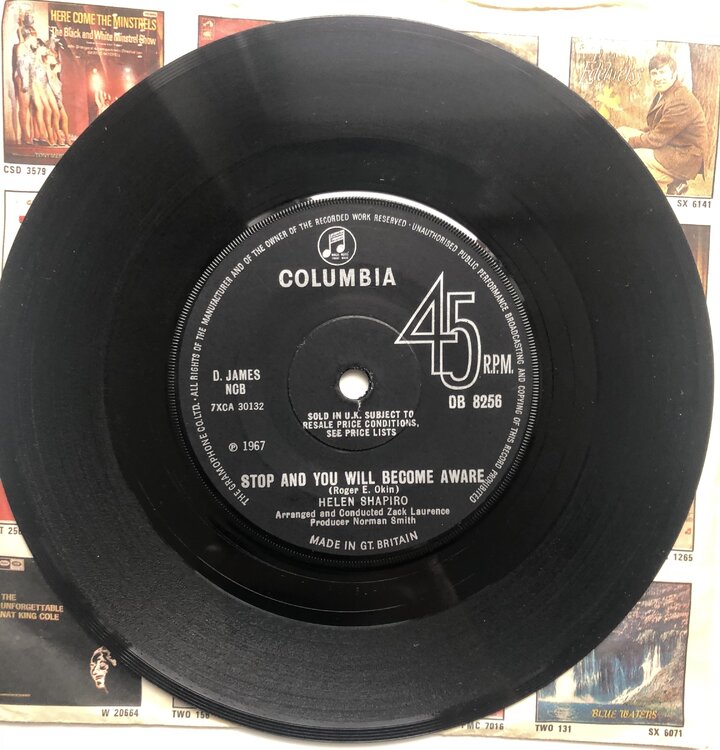 HERE COME THE MINSTRELS
The Black and White Minstrel Show
CSD 3579
SX 6141
THE GRAMOPHONE CO. LTD. · ALL RIGHTS OF THE MANUFACTURER AND OF THE OWNER OF THE RECORDED WORK RESERVED · UNAUTHORISED PUBLIC PERFORMANCE BROADCASTING AND COPYING OF THIS RECORD PROHIBITED
COLUMBIA
45
R.P.M.
D. JAMES
NCB
7XCA 30132
DB 8256
SOLD IN U.K. SUBJECT TO
RESALE PRICE CONDITIONS,
SEE PRICE LISTS
℗ 1967
STOP AND YOU WILL BECOME AWARE
(Roger E. Okin)
HELEN SHAPIRO
Arranged and Conducted Zack Laurence
Producer Norman Smith
MADE IN GT. BRITAIN
1265
THE
UNFORGETTABLE
NAT KING COLE
W 20664
TWO 156
PMC 7016
BLUE WATERS
TWO 131
SX 6071